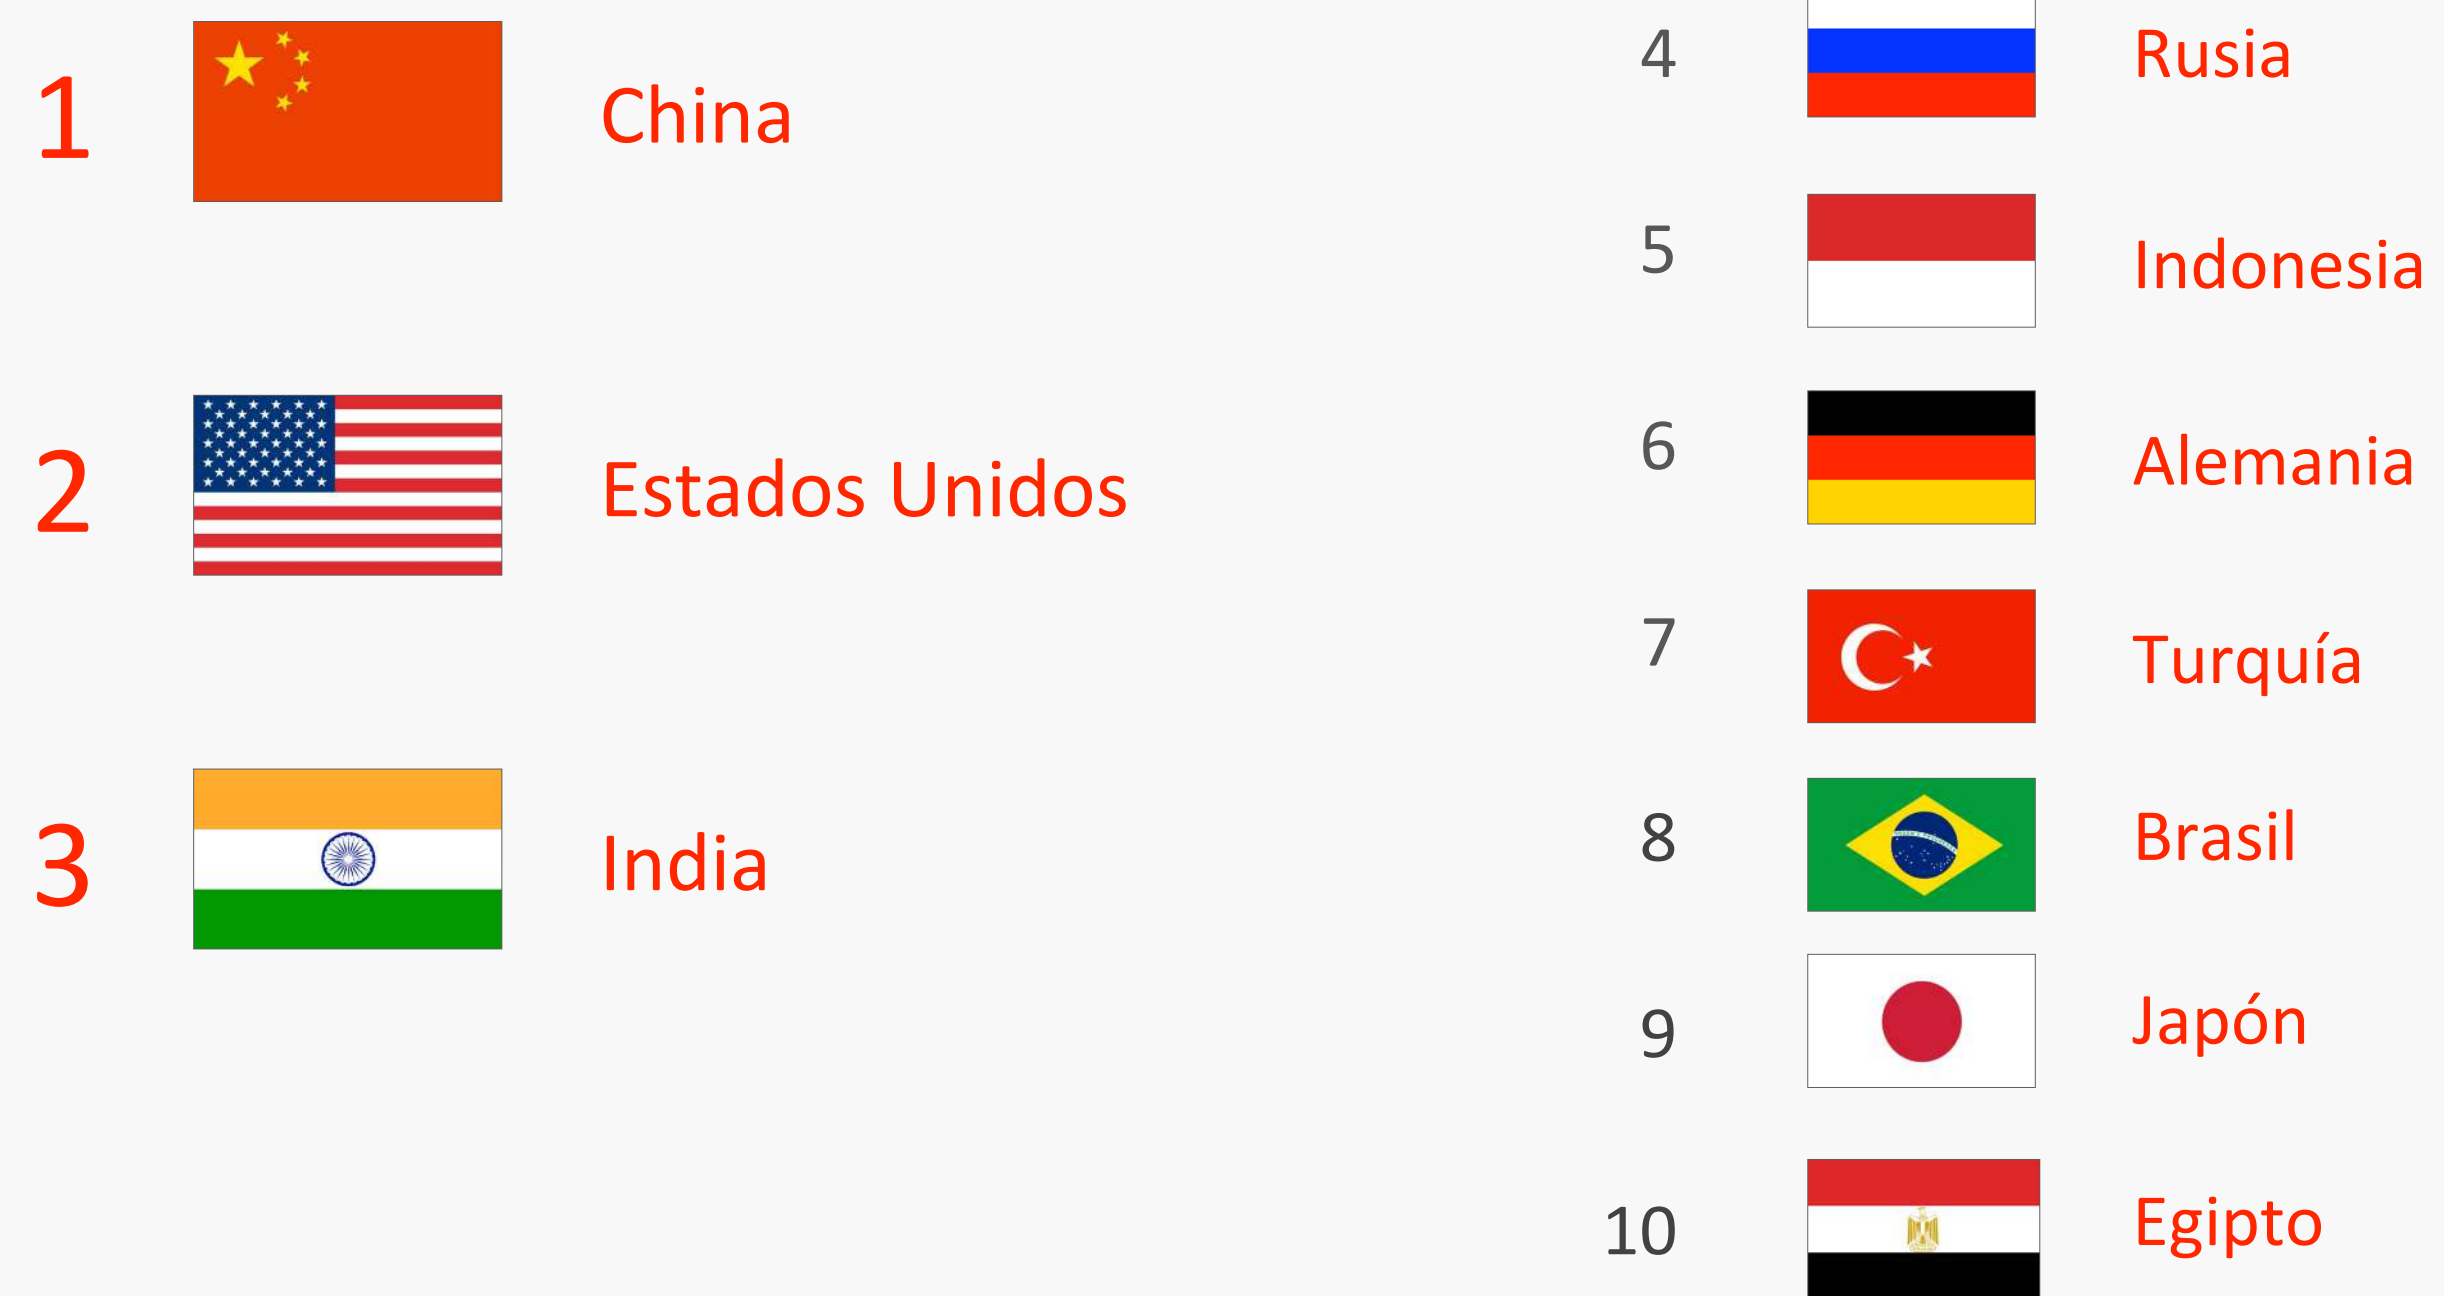 1 China
2 Estados Unidos
3 India
4 Rusia
5 Indonesia
6 Alemania
7 Turquía
8 Brasil
9 Japón
10 Egipto